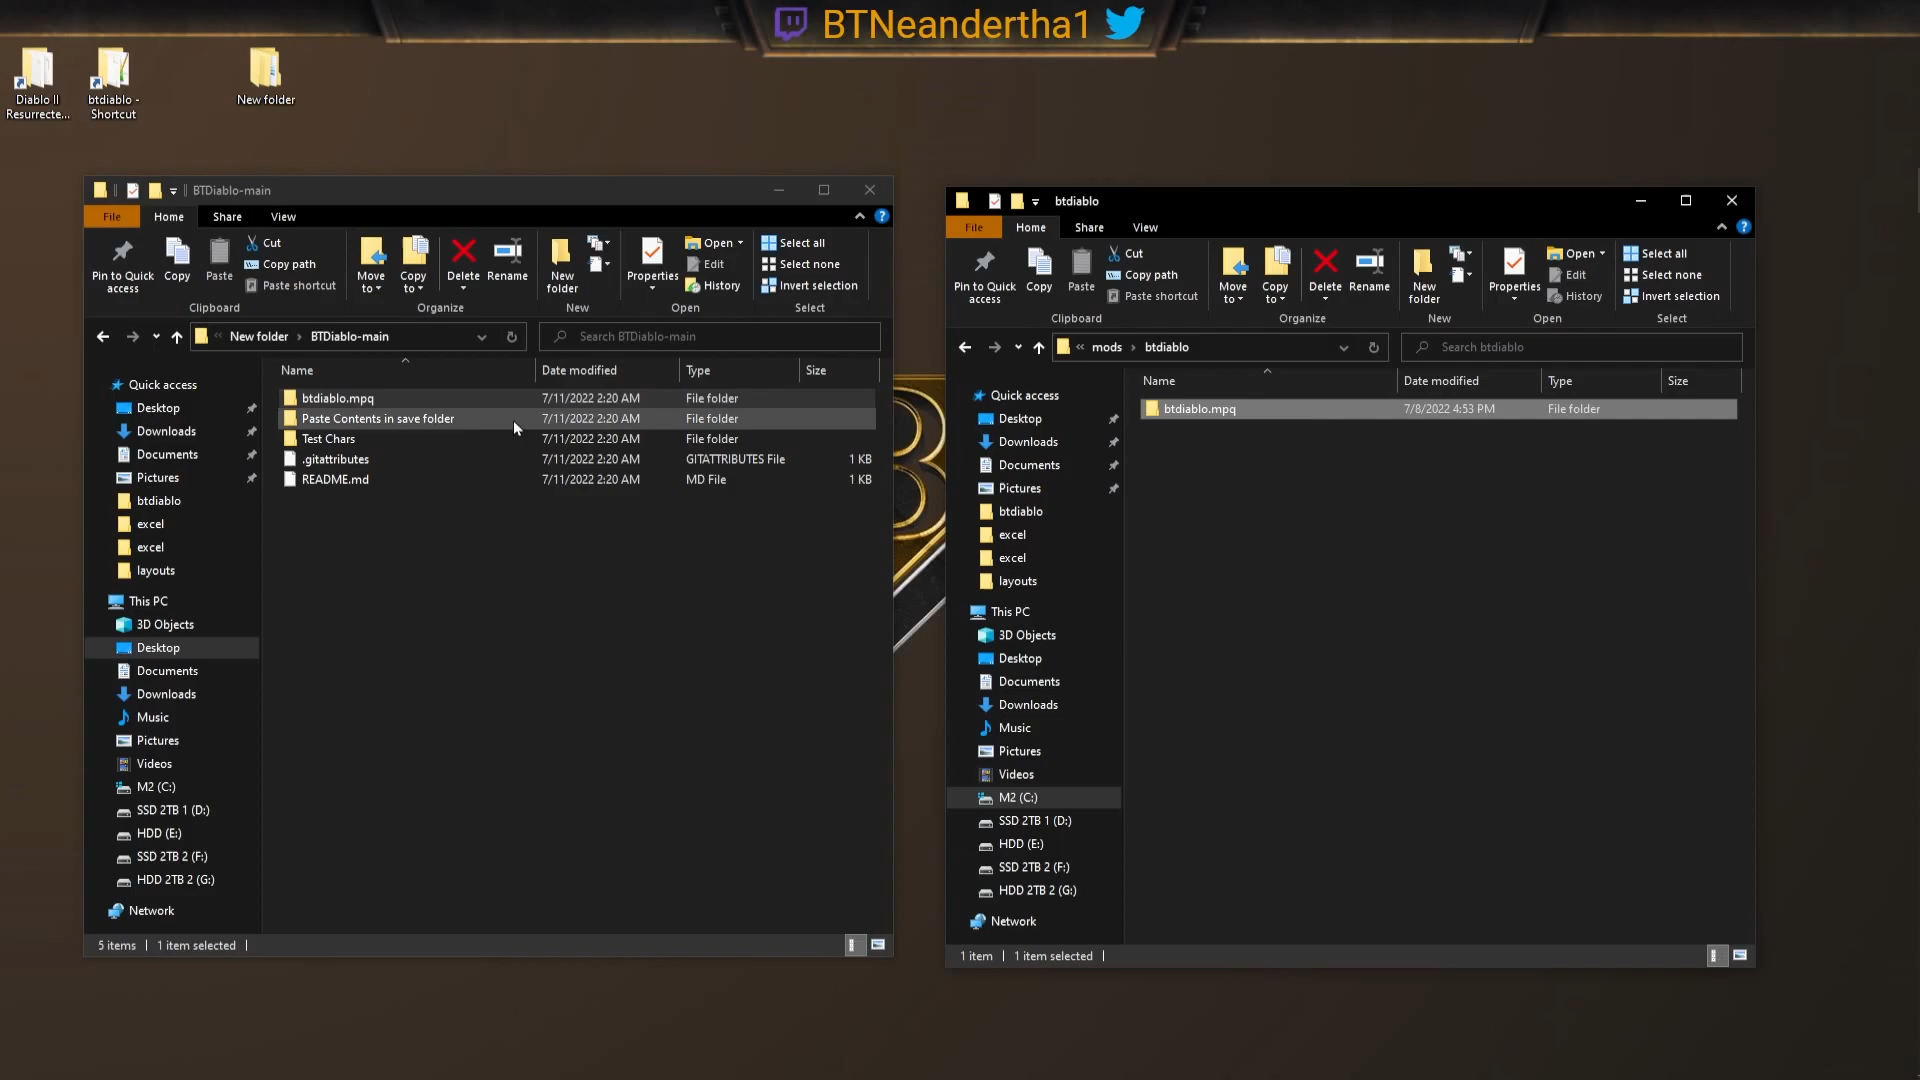 BTNeandertha1
Diablo II
Resurrecte...
btdiablo -
Shortcut
New folder
BTDiablo-main
File
Home
Share
View
Pin to Quick
access
Copy
Paste
Cut
Copy path
Paste shortcut
Clipboard
Move
to
Copy
to
Delete
Rename
Organize
New
folder
New
Properties
Open
Edit
History
Open
Select all
Select none
Invert selection
Select
« New folder › BTDiablo-main
Search BTDiablo-main
Name Date modified Type Size
btdiablo.mpq 7/11/2022 2:20 AM File folder
Paste Contents in save folder 7/11/2022 2:20 AM File folder
Test Chars 7/11/2022 2:20 AM File folder
.gitattributes 7/11/2022 2:20 AM GITATTRIBUTES File 1 KB
README.md 7/11/2022 2:20 AM MD File 1 KB
Quick access
Desktop
Downloads
Documents
Pictures
btdiablo
excel
excel
layouts
This PC
3D Objects
Desktop
Documents
Downloads
Music
Pictures
Videos
M2 (C:)
SSD 2TB 1 (D:)
HDD (E:)
SSD 2TB 2 (F:)
HDD 2TB 2 (G:)
Network
5 items 1 item selected
btdiablo
File
Home
Share
View
Pin to Quick
access
Copy
Paste
Cut
Copy path
Paste shortcut
Clipboard
Move
to
Copy
to
Delete
Rename
Organize
New
folder
New
Properties
Open
Edit
History
Open
Select all
Select none
Invert selection
Select
« mods › btdiablo
Search btdiablo
Name Date modified Type Size
btdiablo.mpq 7/8/2022 4:53 PM File folder
Quick access
Desktop
Downloads
Documents
Pictures
btdiablo
excel
excel
layouts
This PC
3D Objects
Desktop
Documents
Downloads
Music
Pictures
Videos
M2 (C:)
SSD 2TB 1 (D:)
HDD (E:)
SSD 2TB 2 (F:)
HDD 2TB 2 (G:)
Network
1 item 1 item selected